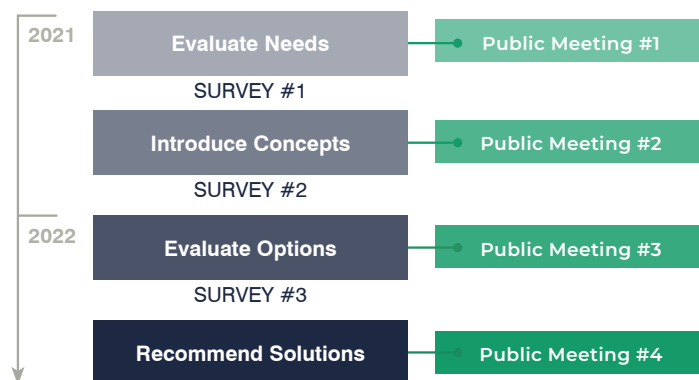 2021
Evaluate Needs
Public Meeting #1
SURVEY #1
Introduce Concepts
Public Meeting #2
SURVEY #2
2022
Evaluate Options
Public Meeting #3
SURVEY #3
Recommend Solutions
Public Meeting #4